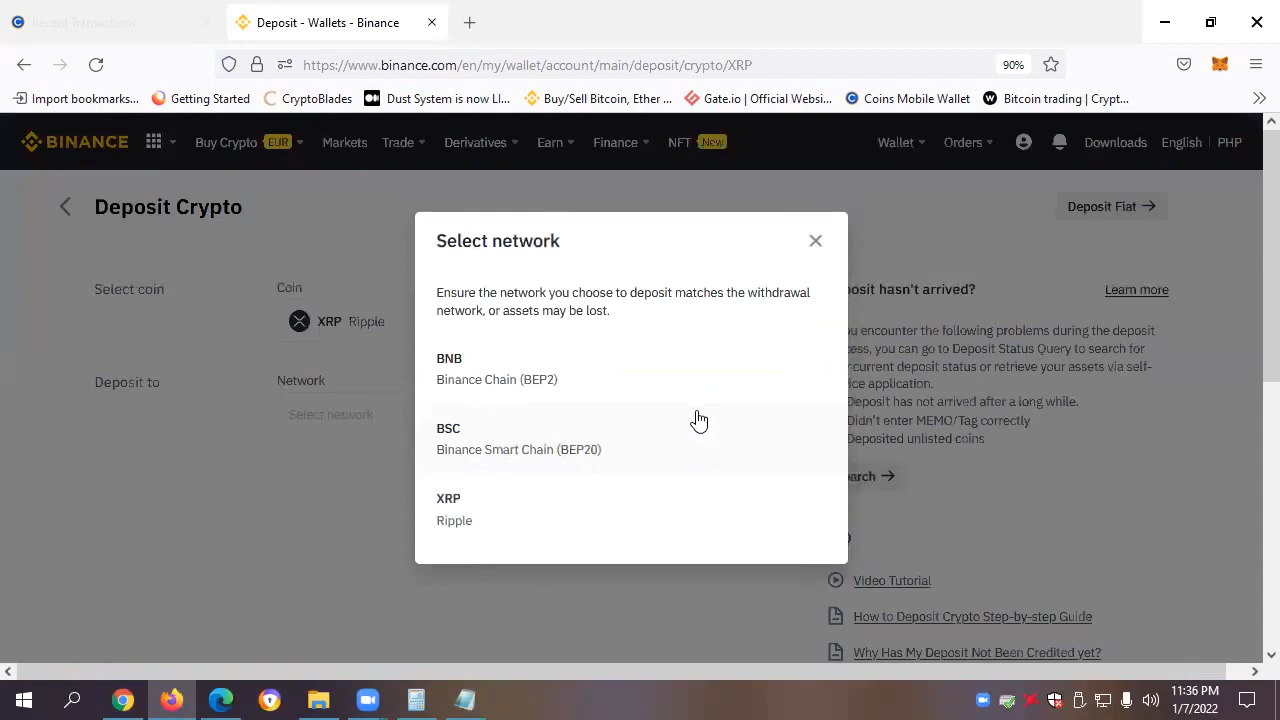 Recent Transactions
Deposit - Wallets - Binance
https://www.binance.com/en/my/wallet/account/main/deposit/crypto/XRP
90%
Import bookmarks...
Getting Started
CryptoBlades
Dust System is now LI...
Buy/Sell Bitcoin, Ether ...
Gate.io | Official Websi...
Coins Mobile Wallet
Bitcoin trading | Crypt...
BINANCE
Buy Crypto EUR
Markets
Trade
Derivatives
Earn
Finance
NFT New
Wallet
Orders
Downloads
English
PHP
Deposit Crypto
Deposit Fiat
Select coin
Coin
XRP Ripple
Deposit to
Network
Select network
Select network
Ensure the network you choose to deposit matches the withdrawal
network, or assets may be lost.
BNB
Binance Chain (BEP2)
BSC
Binance Smart Chain (BEP20)
XRP
Ripple
posit hasn't arrived?
Learn more
ou encounter the following problems during the deposit
cess, you can go to Deposit Status Query to search for
current deposit status or retrieve your assets via self-
ice application.
Deposit has not arrived after a long while.
Didn't enter MEMO/Tag correctly
Deposited unlisted coins
arch
Video Tutorial
How to Deposit Crypto Step-by-step Guide
Why Has My Deposit Not Been Credited yet?
11:36 PM
1/7/2022